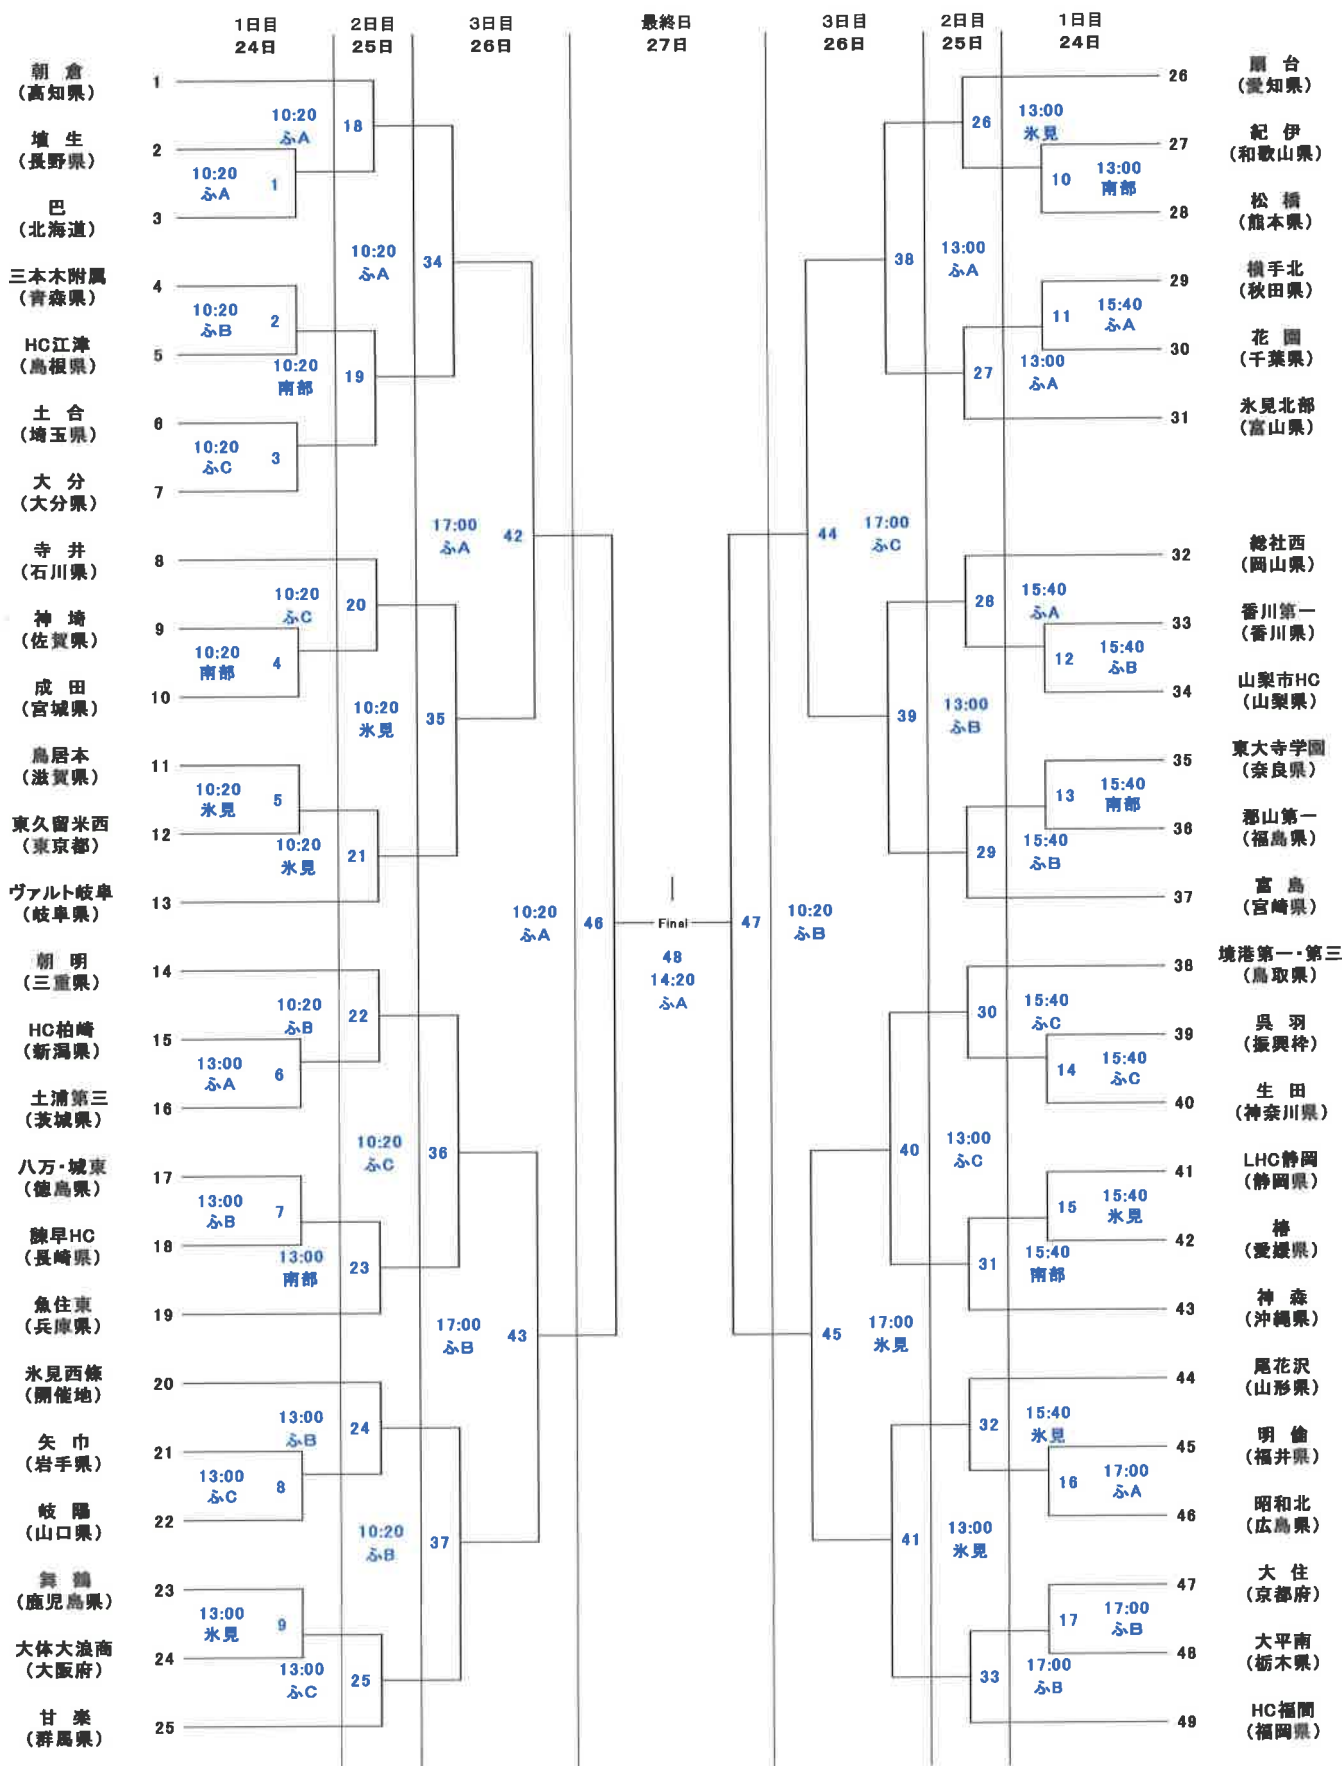 1日目
24日
2日目
25日
3日目
26日
最終日
27日
3日目
26日
2日目
25日
1日目
24日
朝 倉
(高知県)
1
埴 生
(長野県)
2
巴
(北海道)
3
三本木附属
(青森県)
4
HC江津
(島根県)
5
土 合
(埼玉県)
6
大 分
(大分県)
7
寺 井
(石川県)
8
神 埼
(佐賀県)
9
成 田
(宮城県)
10
鳥居本
(滋賀県)
11
東久留米西
(東京都)
12
ヴァルト岐阜
(岐阜県)
13
朝 明
(三重県)
14
HC柏崎
(新潟県)
15
土浦第三
(茨城県)
16
八万・城東
(徳島県)
17
諫早HC
(長崎県)
18
魚住東
(兵庫県)
19
氷見西條
(開催地)
20
矢 巾
(岩手県)
21
岐 陽
(山口県)
22
舞 鶴
(鹿児島県)
23
大体大浪商
(大阪府)
24
甘 楽
(群馬県)
25
10:20
ふA
1
10:20
ふB
2
10:20
ふC
3
10:20
南部
4
10:20
氷見
5
13:00
ふA
6
13:00
ふB
7
13:00
ふC
8
13:00
氷見
9
10:20
ふA
18
10:20
南部
19
10:20
ふC
20
10:20
氷見
21
10:20
ふB
22
13:00
南部
23
13:00
ふB
24
13:00
ふC
25
10:20
ふA
34
10:20
氷見
35
10:20
ふC
36
10:20
ふB
37
17:00
ふA
42
17:00
ふB
43
10:20
ふA
46
Final
48
14:20
ふA
47
10:20
ふB
44
17:00
ふC
45
17:00
氷見
38
13:00
ふA
39
13:00
ふB
40
13:00
ふC
41
13:00
氷見
26
13:00
氷見
27
13:00
ふA
28
15:40
ふA
29
15:40
ふB
30
15:40
ふC
31
15:40
南部
32
15:40
氷見
33
17:00
ふB
10
13:00
南部
11
15:40
ふA
12
15:40
ふB
13
15:40
南部
14
15:40
ふC
15
15:40
氷見
16
17:00
ふA
17
17:00
ふB
26
扇 台
(愛知県)
27
紀 伊
(和歌山県)
28
松 橋
(熊本県)
29
横手北
(秋田県)
30
花 園
(千葉県)
31
氷見北部
(富山県)
32
総社西
(岡山県)
33
香川第一
(香川県)
34
山梨市HC
(山梨県)
35
東大寺学園
(奈良県)
36
郡山第一
(福島県)
37
富 島
(宮崎県)
38
境港第一・第三
(鳥取県)
39
呉 羽
(振興枠)
40
生 田
(神奈川県)
41
LHC静岡
(静岡県)
42
椿
(愛媛県)
43
神 森
(沖縄県)
44
尾花沢
(山形県)
45
明 倫
(福井県)
46
昭和北
(広島県)
47
大 住
(京都府)
48
大平南
(栃木県)
49
HC福間
(福岡県)